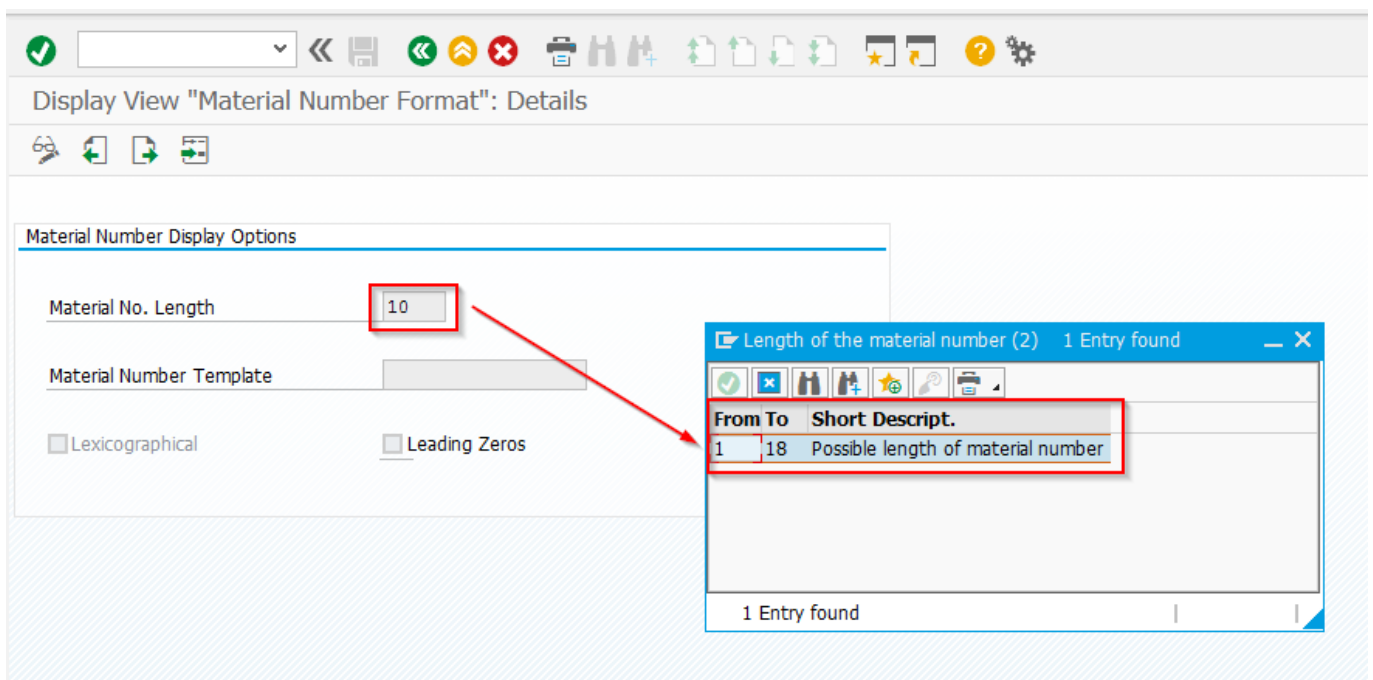 Display View "Material Number Format": Details
Material Number Display Options
Material No. Length 10
Material Number Template
Lexicographical Leading Zeros
Length of the material number (2) 1 Entry found
From To Short Descript.
1 18 Possible length of material number
1 Entry found